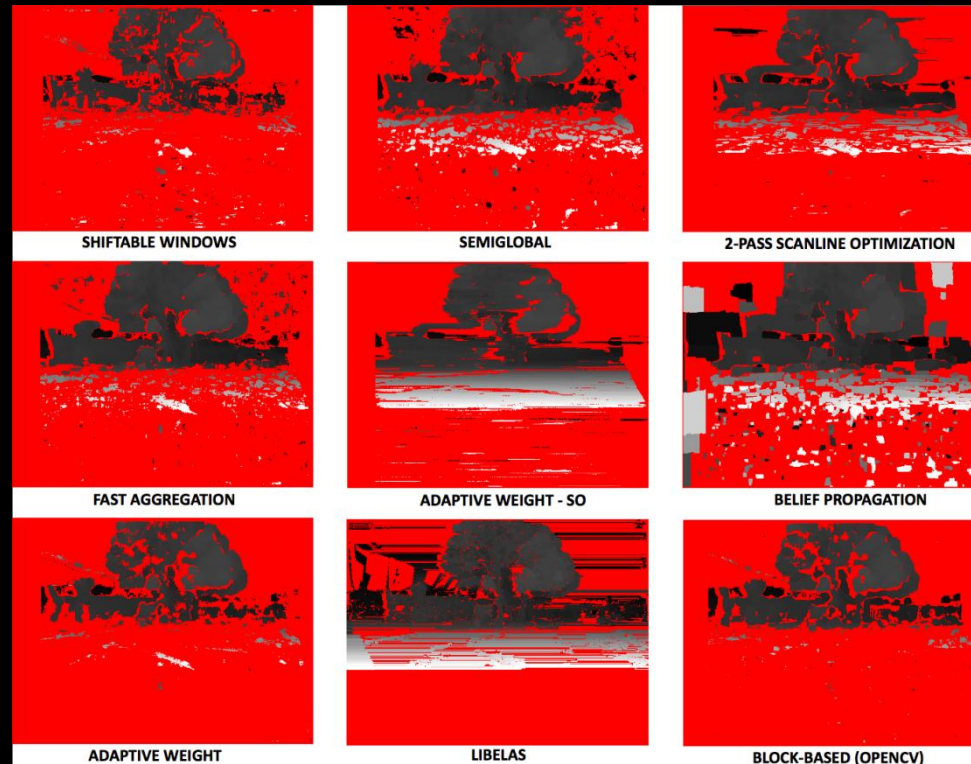 SHIFTABLE WINDOWS
SEMIGLOBAL
2-PASS SCANLINE OPTIMIZATION
FAST AGGREGATION
ADAPTIVE WEIGHT - SO
BELIEF PROPAGATION
ADAPTIVE WEIGHT
LIBELAS
BLOCK-BASED (OPENCV)